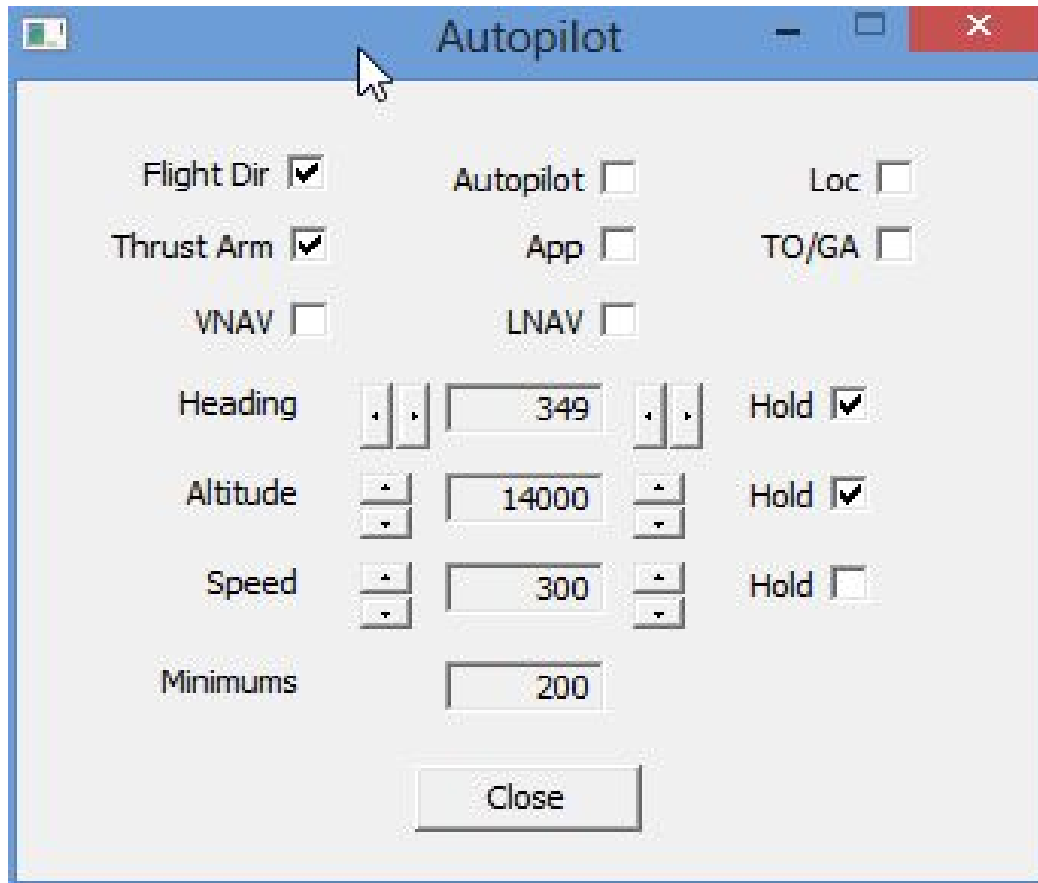 Autopilot
Flight Dir Autopilot Loc
Thrust Arm App TO/GA
VNAV LNAV
Heading 349 Hold
Altitude 14000 Hold
Speed 300 Hold
Minimums 200
Close